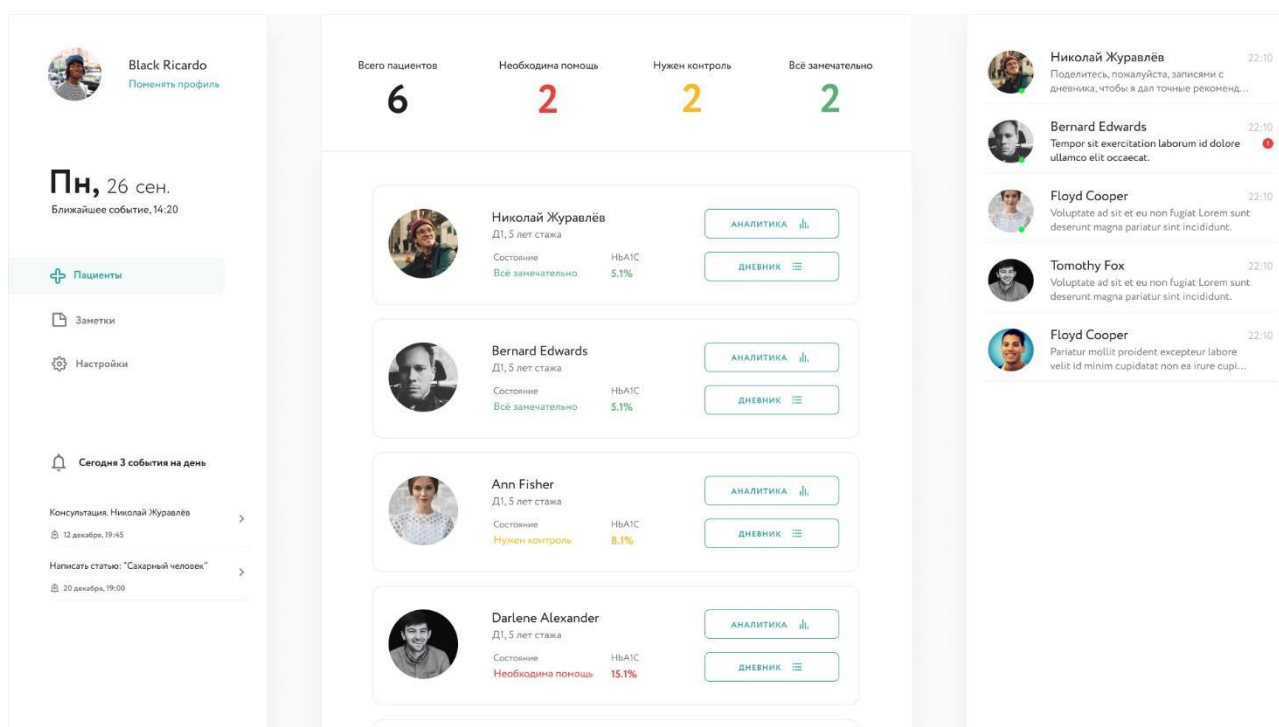 Black Ricardo
Поменять профиль
Пн, 26 сен.
Ближайшее событие, 14:20
Пациенты
Заметки
Настройки
Сегодня 3 события на день
Консультация. Николай Журавлёв
12 декабря, 19:45
Написать статью: "Сахарный человек"
20 декабря, 19:00
Всего пациентов
6
Необходима помощь
2
Нужен контроль
2
Всё замечательно
2
Николай Журавлёв
Д1, 5 лет стажа
Состояние HbA1C
Всё замечательно 5.1%
АНАЛИТИКА
ДНЕВНИК
Bernard Edwards
Д1, 5 лет стажа
Состояние HbA1C
Всё замечательно 5.1%
АНАЛИТИКА
ДНЕВНИК
Ann Fisher
Д1, 5 лет стажа
Состояние HbA1C
Нужен контроль 8.1%
АНАЛИТИКА
ДНЕВНИК
Darlene Alexander
Д1, 5 лет стажа
Состояние HbA1C
Необходима помощь 15.1%
АНАЛИТИКА
ДНЕВНИК
Николай Журавлёв 22:10
Поделитесь, пожалуйста, записями с
дневника, чтобы я дал точные рекоменд...
Bernard Edwards 22:10
Tempor sit exercitation laborum id dolore
ullamco elit occaecat.
Floyd Cooper 22:10
Voluptate ad sit et eu non fugiat Lorem sunt
deserunt magna pariatur sint incididunt.
Tomothy Fox 22:10
Voluptate ad sit et eu non fugiat Lorem sunt
deserunt magna pariatur sint incididunt.
Floyd Cooper 22:10
Pariatur mollit proident excepteur labore
velit id minim cupidatat non ea irure cupi...